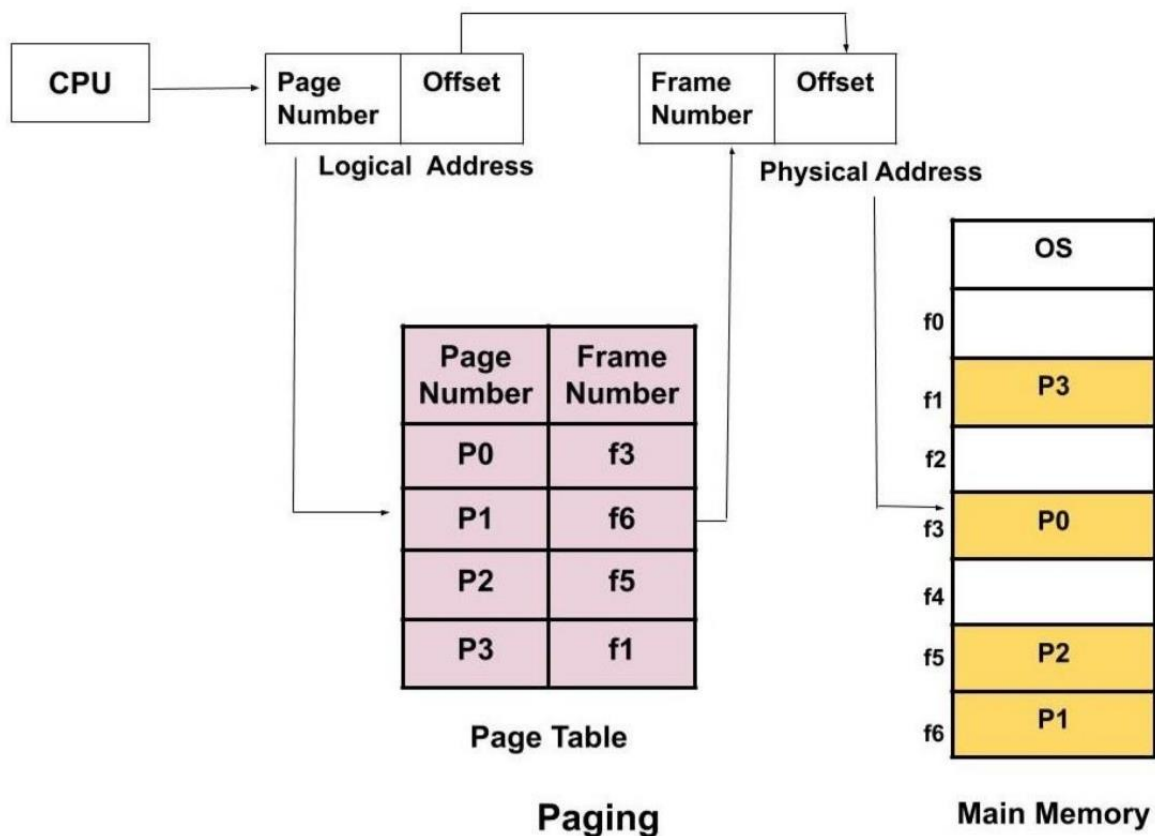 CPU
Page
Number
Offset
Logical Address
Frame
Number
Offset
Physical Address
Page
Number
Frame
Number
P0 f3
P1 f6
P2 f5
P3 f1
Page Table
OS
f0
f1 P3
f2
f3 P0
f4
f5 P2
f6 P1
Main Memory
Paging